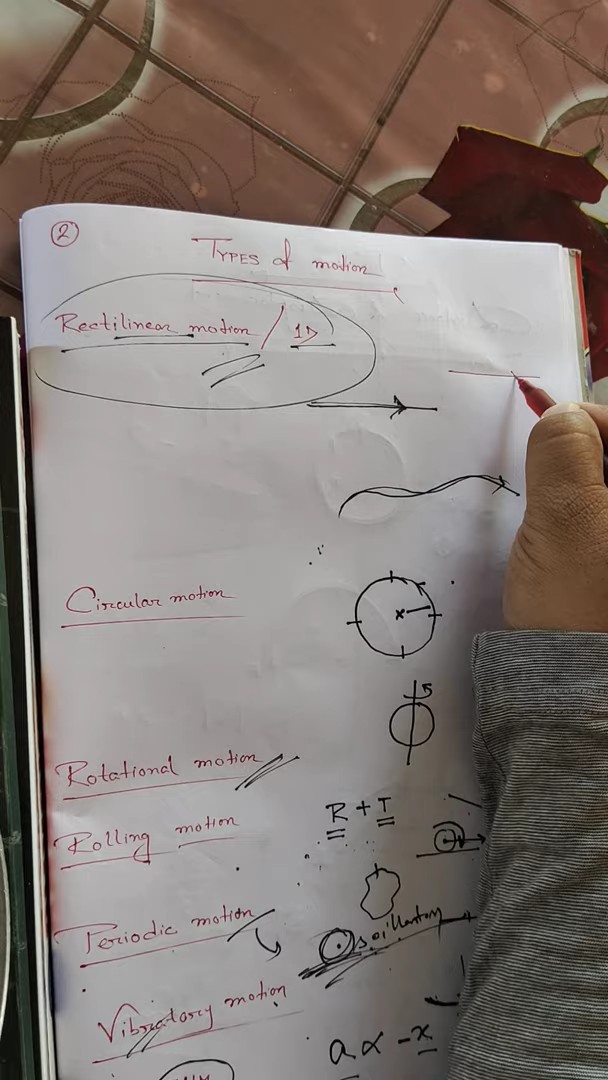 2
TYPES of motion
Rectilinear motion / 1D
Circular motion
Rotational motion
Rolling motion R + T
Periodic motion
Oscillatory
Vibratory motion
a ∝ -x